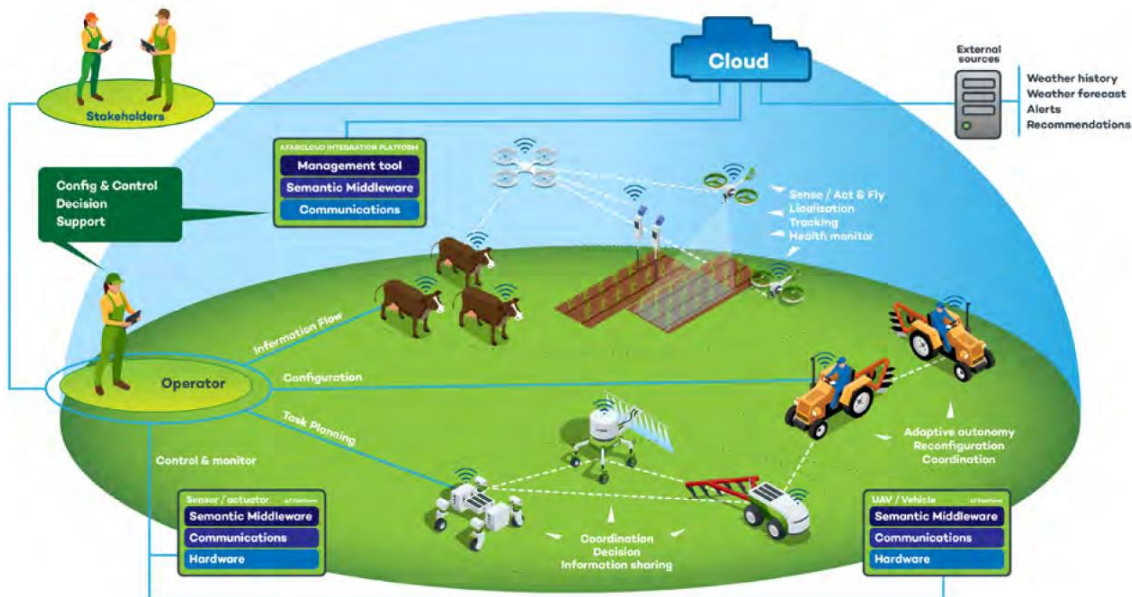 Cloud
External
sources
Weather history
Weather forecast
Alerts
Recommendations
Stakeholders
AFARCLOUD INTEGRATION PLATFORM
Management tool
Semantic Middleware
Communications
Config & Control
Decision
Support
Sense / Act & Fly
Licalisation
Tracking
Health monitor
Information Flow
Operator
Configuration
Task Planning
Control & monitor
Adaptive autonomy
Reconfiguration
Coordination
Sensor / actuator
Semantic Middleware
Communications
Hardware
Coordination
Decision
Information sharing
UAV / Vehicle
Semantic Middleware
Communications
Hardware